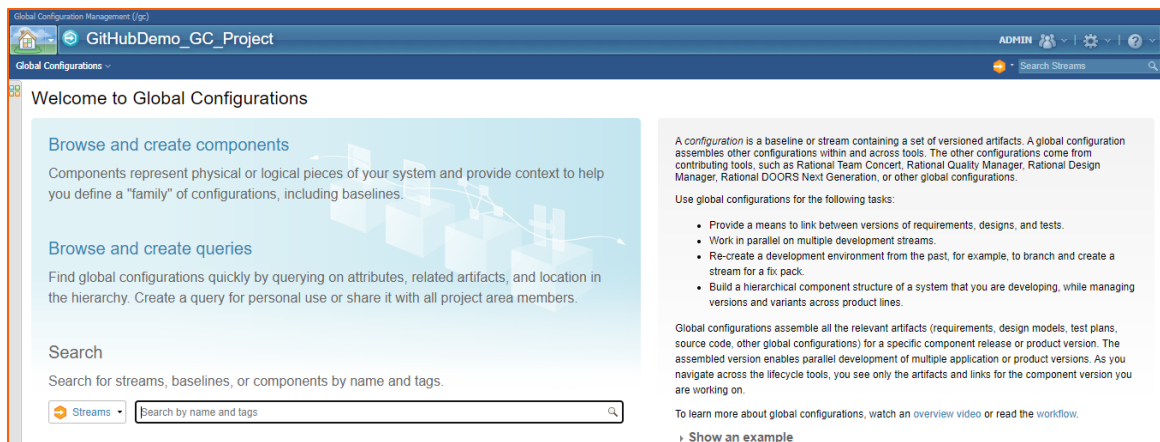 Global Configuration Management (/gc)
GitHubDemo_GC_Project
ADMIN
Global Configurations
Search Streams
Welcome to Global Configurations
Browse and create components
Components represent physical or logical pieces of your system and provide context to help
you define a "family" of configurations, including baselines.
Browse and create queries
Find global configurations quickly by querying on attributes, related artifacts, and location in
the hierarchy. Create a query for personal use or share it with all project area members.
Search
Search for streams, baselines, or components by name and tags.
Streams
Search by name and tags
A configuration is a baseline or stream containing a set of versioned artifacts. A global configuration
assembles other configurations within and across tools. The other configurations come from
contributing tools, such as Rational Team Concert, Rational Quality Manager, Rational Design
Manager, Rational DOORS Next Generation, or other global configurations.
Use global configurations for the following tasks:
• Provide a means to link between versions of requirements, designs, and tests.
• Work in parallel on multiple development streams.
• Re-create a development environment from the past, for example, to branch and create a
stream for a fix pack.
• Build a hierarchical component structure of a system that you are developing, while managing
versions and variants across product lines.
Global configurations assemble all the relevant artifacts (requirements, design models, test plans,
source code, other global configurations) for a specific component release or product version. The
assembled version enables parallel development of multiple application or product versions. As you
navigate across the lifecycle tools, you see only the artifacts and links for the component version you
are working on.
To learn more about global configurations, watch an overview video or read the workflow.
Show an example